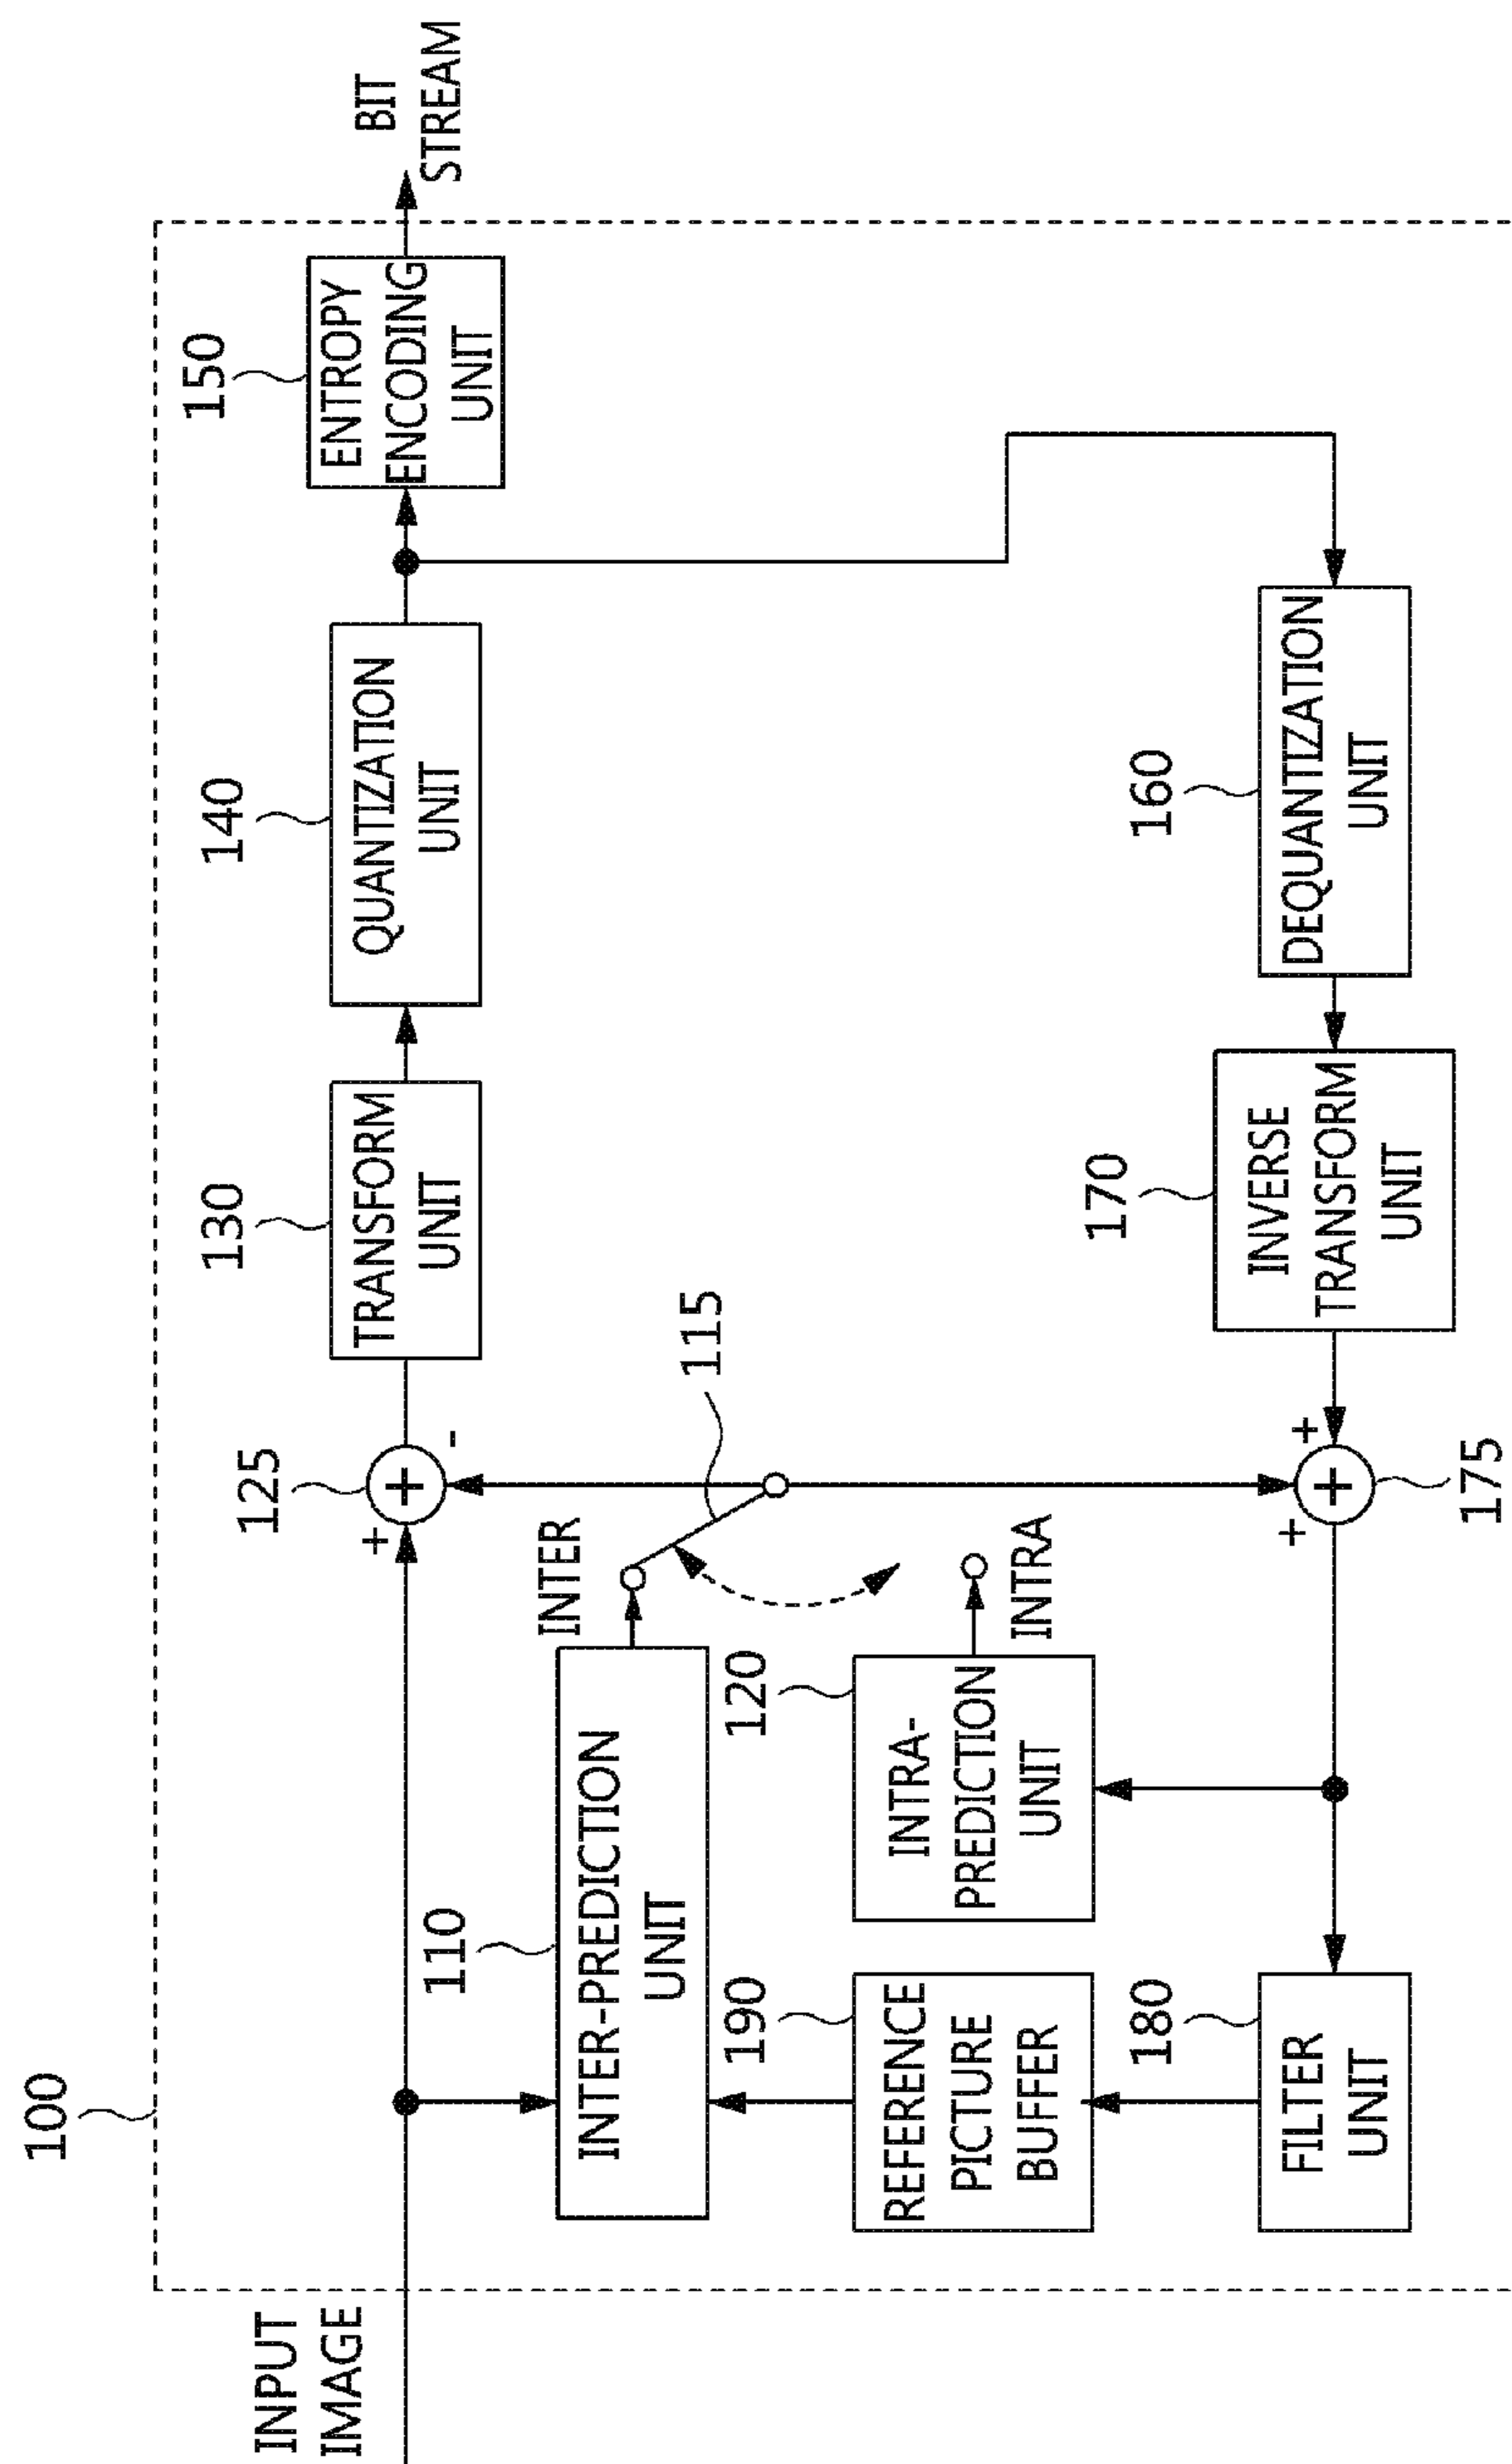 100
INPUT
IMAGE
110
INTER-PREDICTION
UNIT
INTER
115
125
+
+
-
130
TRANSFORM
UNIT
140
QUANTIZATION
UNIT
150
ENTROPY
ENCODING
UNIT
BIT
STREAM
190
REFERENCE
PICTURE
BUFFER
120
INTRA-
PREDICTION
UNIT
INTRA
180
FILTER
UNIT
+
+
+
175
170
INVERSE
TRANSFORM
UNIT
160
DEQUANTIZATION
UNIT